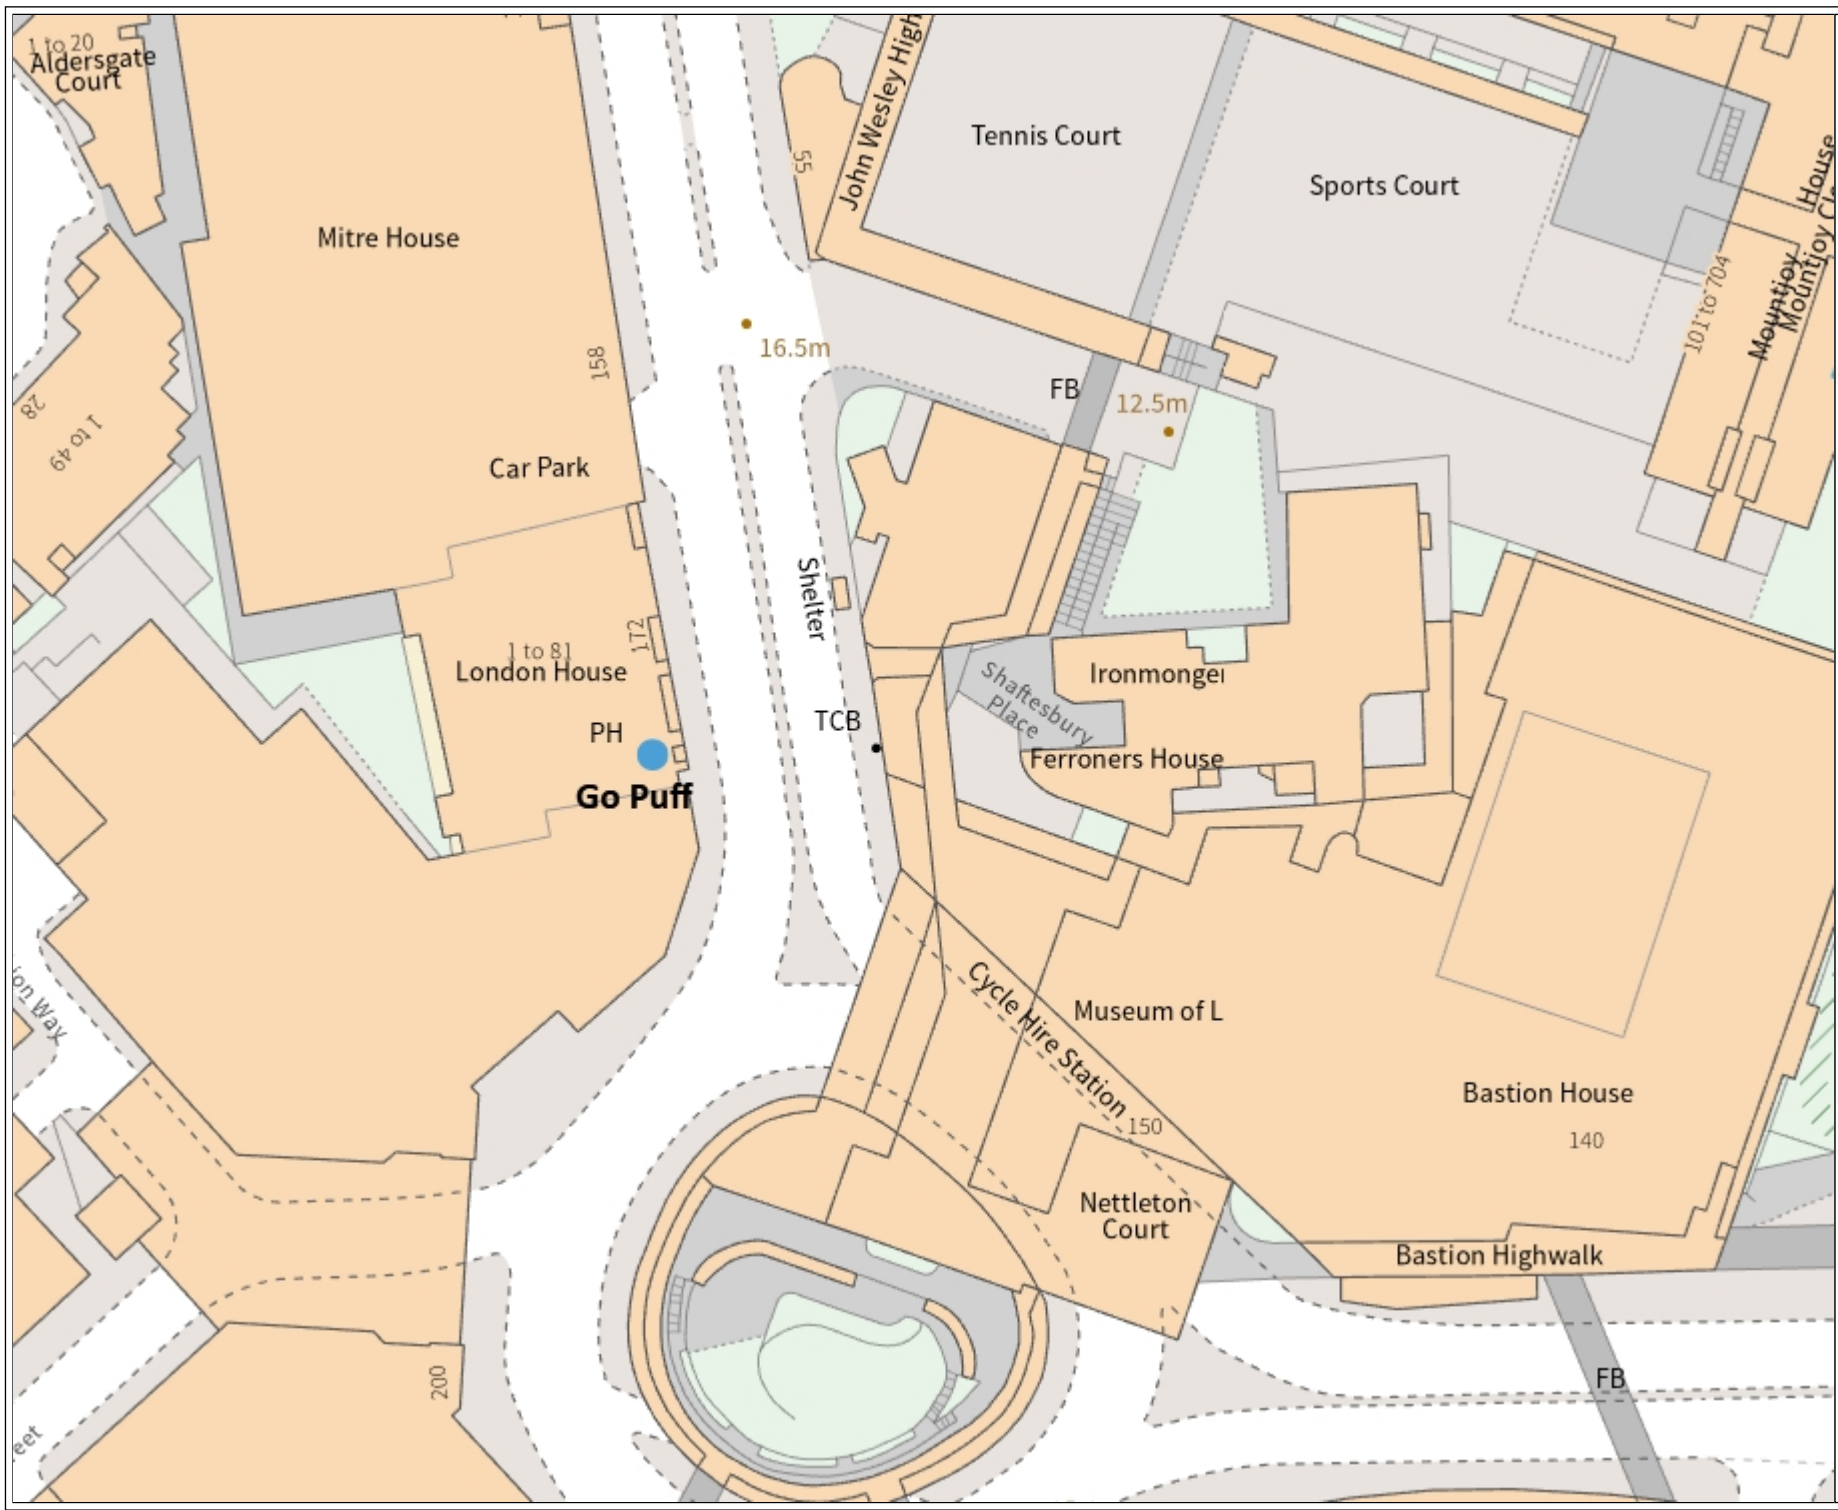 1 to 20
Aldersgate
Court
Mitre House
55
John Wesley High
Tennis Court
Sports Court
House
Mountjoy
Mountjoy Cl
101 to 704
16.5m
158
FB
12.5m
28
1 to 49
Car Park
Shelter
172
1 to 81
London House
PH
TCB
Go Puff
Shaftesbury
Place
Ironmonger
Ferroners House
ion Way
Cycle Hire Station
Museum of L
150
Bastion House
140
Nettleton
Court
Bastion Highwalk
200
FB
eet